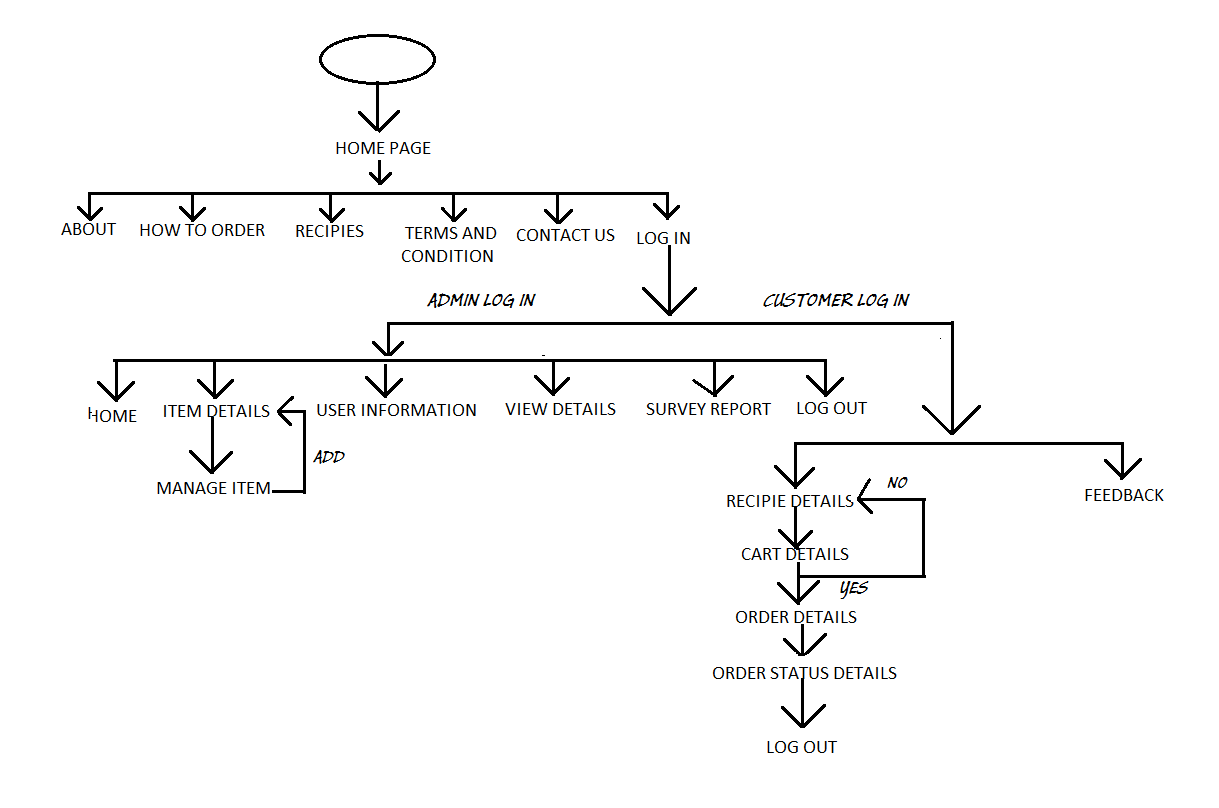 HOME PAGE
ABOUT
HOW TO ORDER
RECIPIES
TERMS AND
CONDITION
CONTACT US
LOG IN
ADMIN LOG IN
CUSTOMER LOG IN
HOME
ITEM DETAILS
USER INFORMATION
VIEW DETAILS
SURVEY REPORT
LOG OUT
ADD
MANAGE ITEM
NO
RECIPIE DETAILS
FEEDBACK
CART DETAILS
YES
ORDER DETAILS
ORDER STATUS DETAILS
LOG OUT